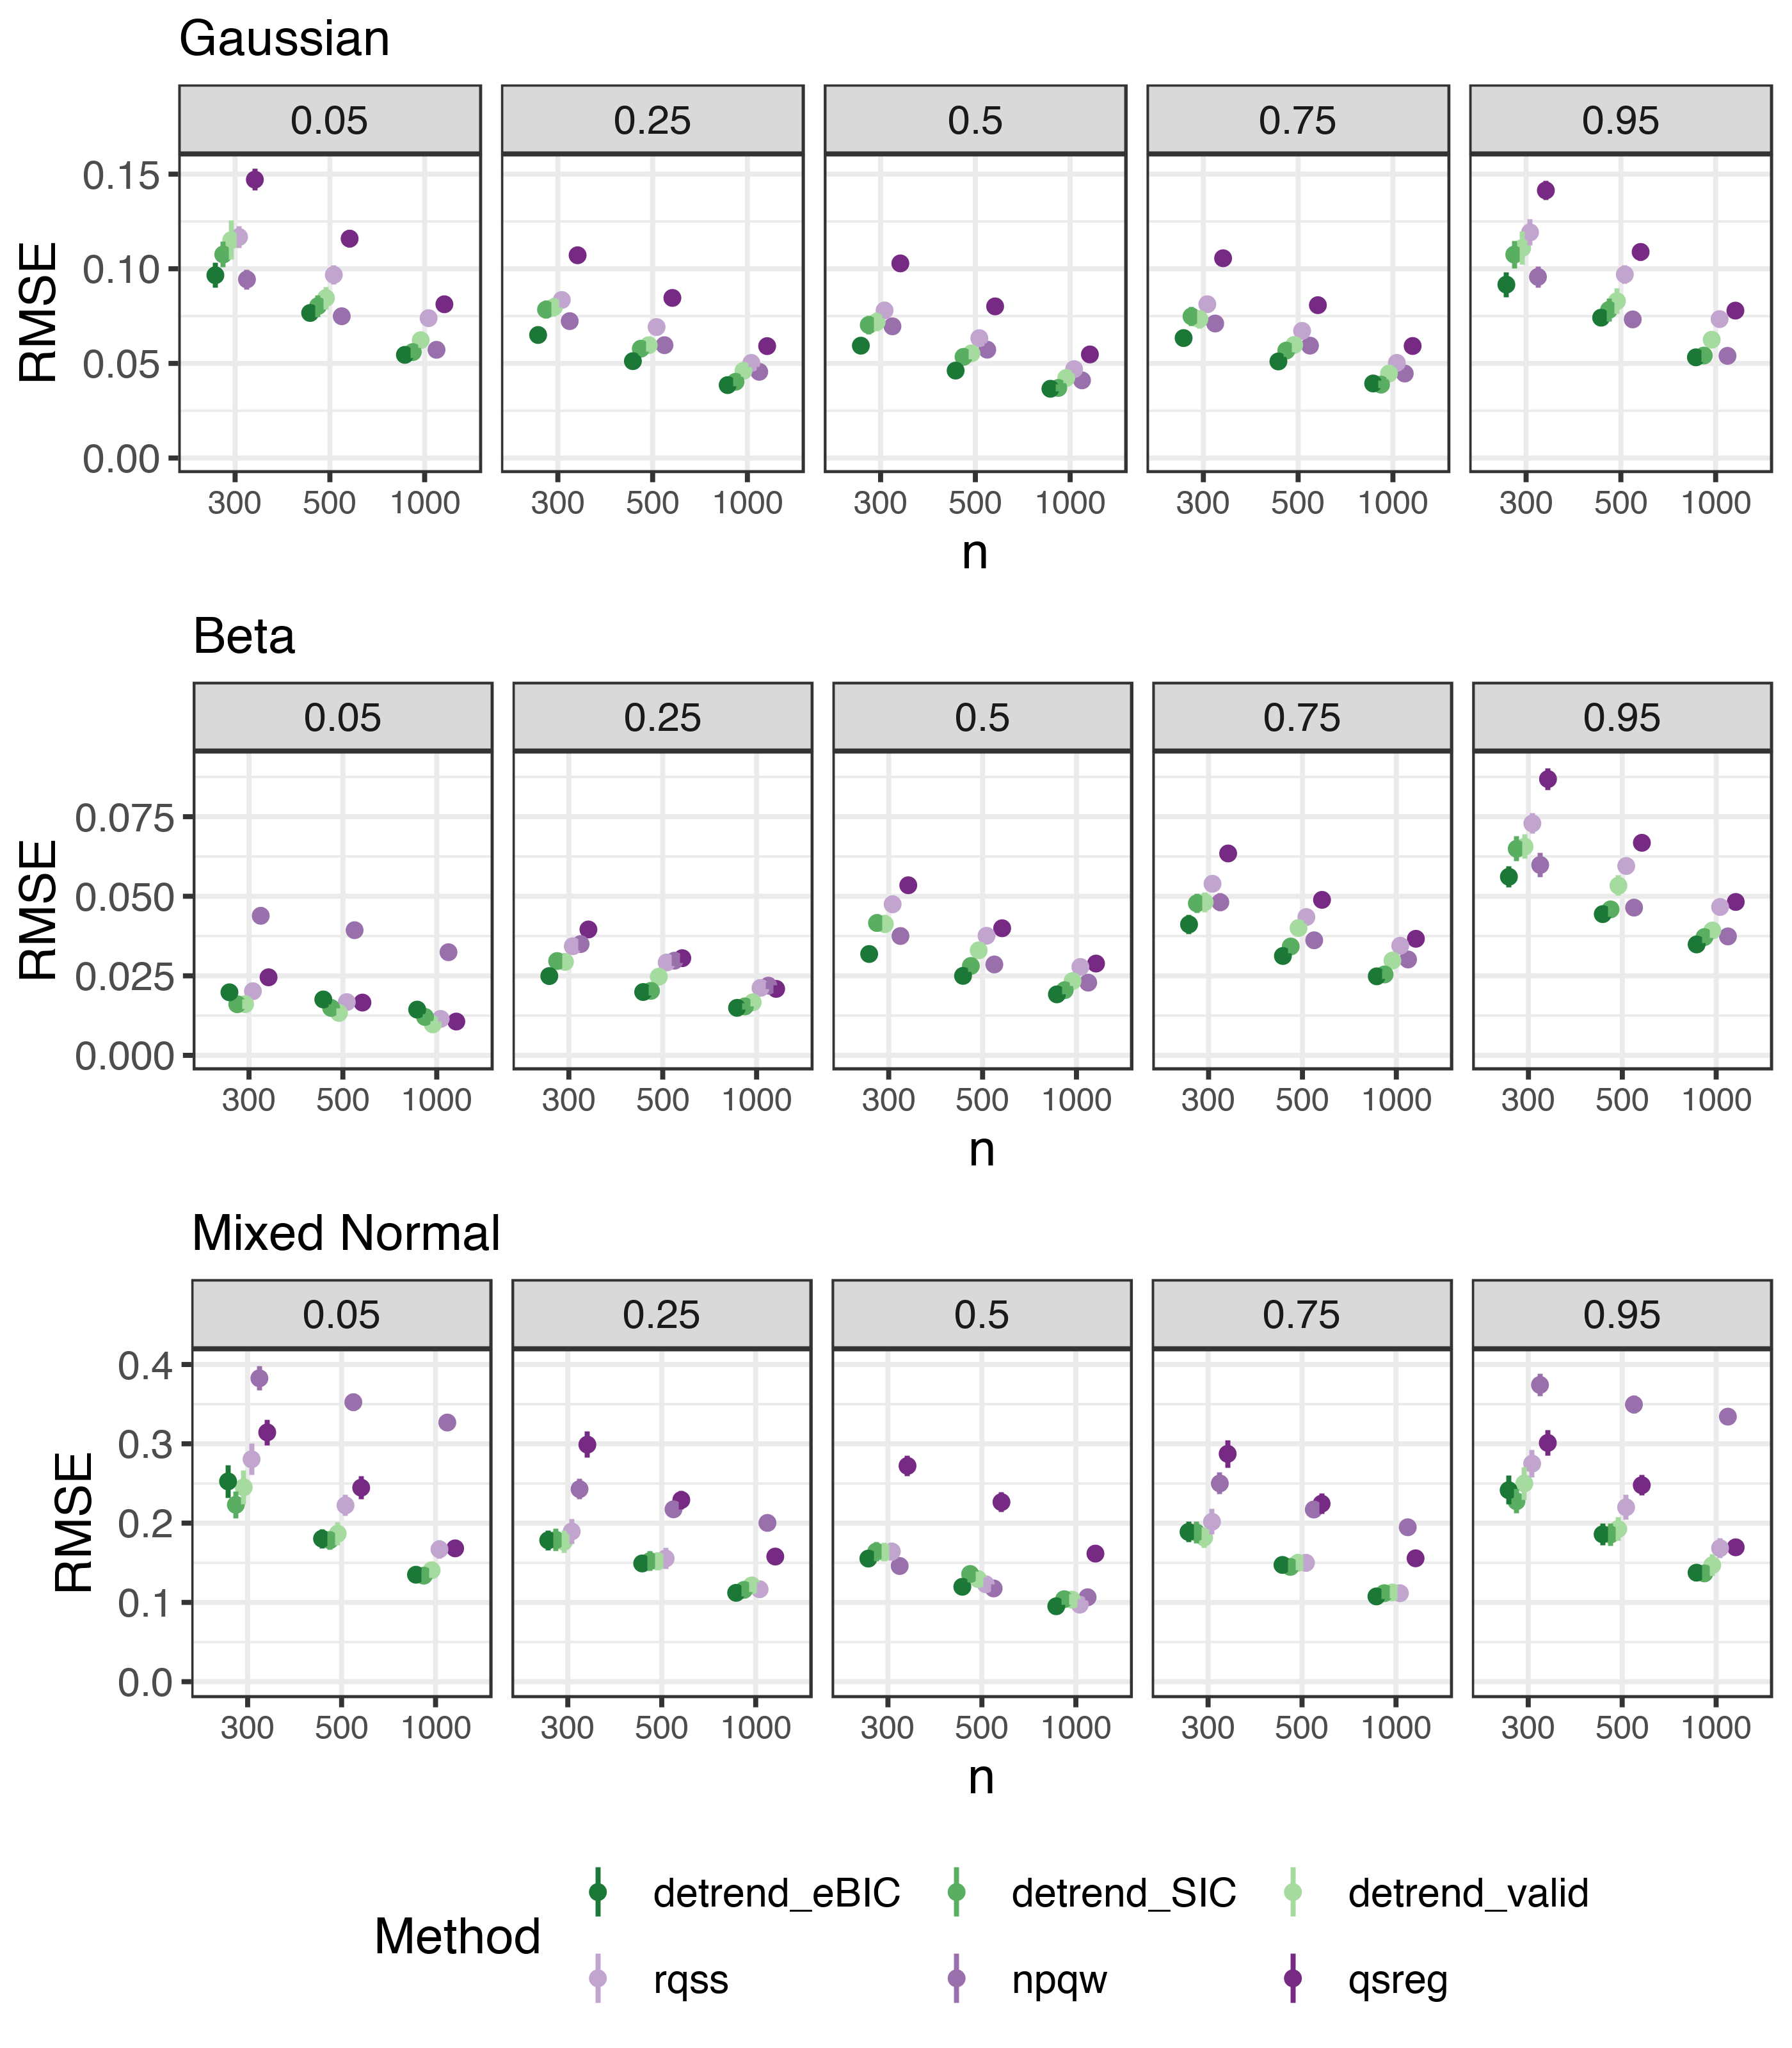 Gaussian
0.05 0.25 0.5 0.75 0.95
RMSE
0.15
0.10
0.05
0.00
300 500 1000 300 500 1000 300 500 1000 300 500 1000 300 500 1000
n
Beta
0.05 0.25 0.5 0.75 0.95
RMSE
0.075
0.050
0.025
0.000
300 500 1000 300 500 1000 300 500 1000 300 500 1000 300 500 1000
n
Mixed Normal
0.05 0.25 0.5 0.75 0.95
RMSE
0.4
0.3
0.2
0.1
0.0
300 500 1000 300 500 1000 300 500 1000 300 500 1000 300 500 1000
n
Method
detrend_eBIC detrend_SIC detrend_valid
rqss npqw qsreg